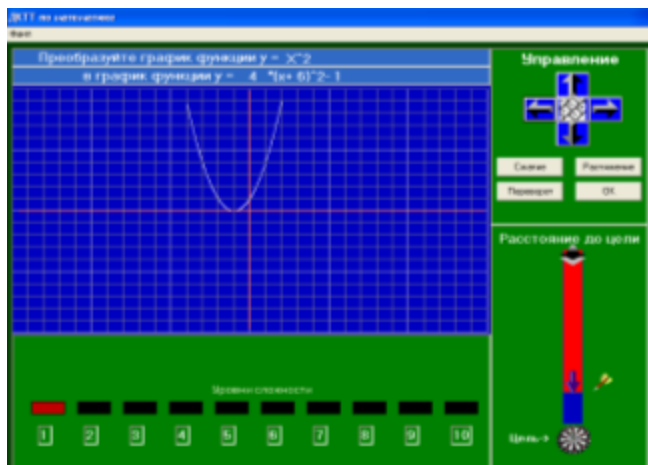 ДКТТ по математике
Файл
Преобразуйте график функции y = X^2
в график функции y = 4 *(x+ 6)^2- 1
Управление
Сжатие
Растяжение
Переворот
OK
Расстояние до цели
Уровни сложности
1 2 3 4 5 6 7 8 9 10
Цель->